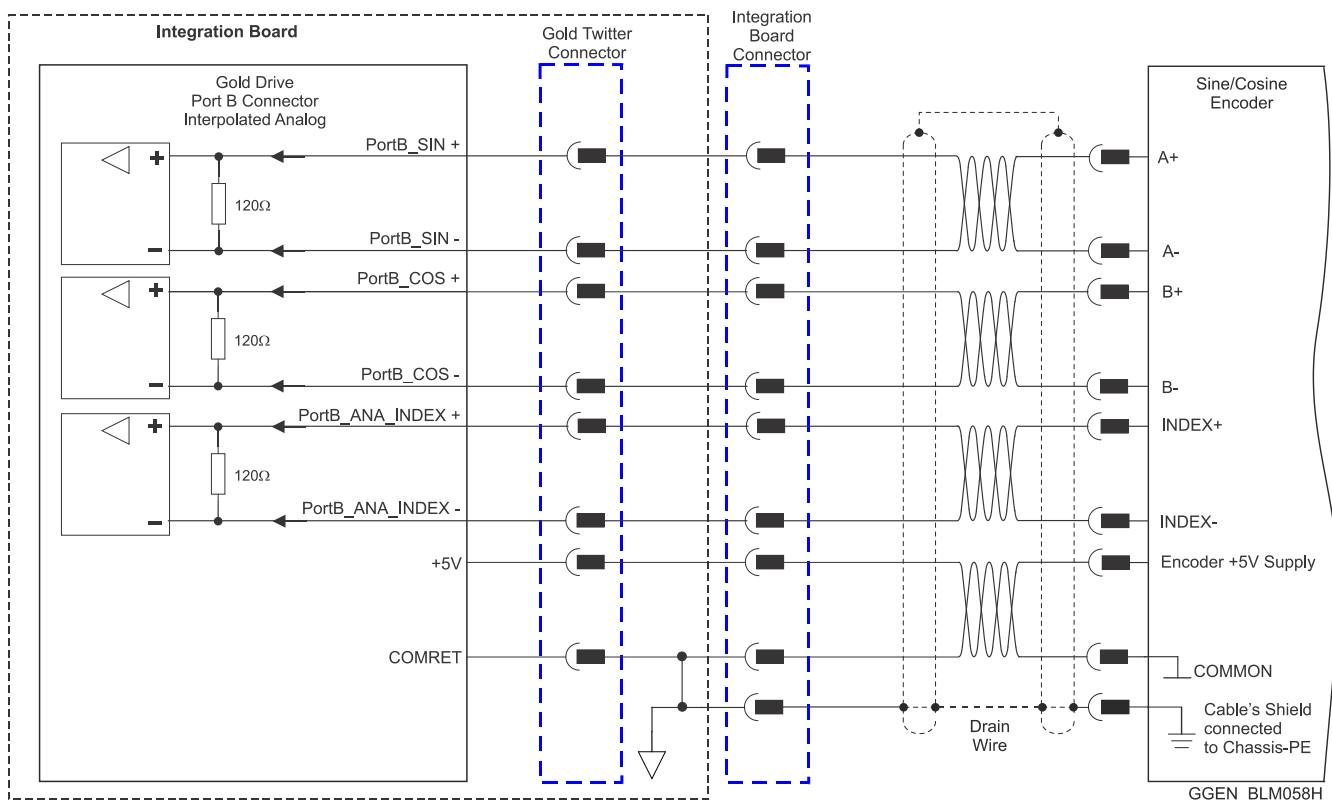 Integration Board
Gold Twitter
Connector
Integration
Board
Connector
Gold Drive
Port B Connector
Interpolated Analog
Sine/Cosine
Encoder
PortB_SIN +
A+
+
120Ω
PortB_SIN -
A-
-
PortB_COS +
B+
+
120Ω
PortB_COS -
B-
-
PortB_ANA_INDEX +
INDEX+
+
120Ω
PortB_ANA_INDEX -
INDEX-
-
+5V
Encoder +5V Supply
COMRET
COMMON
Drain
Wire
Cable's Shield
connected
to Chassis-PE
GGEN_BLM058H